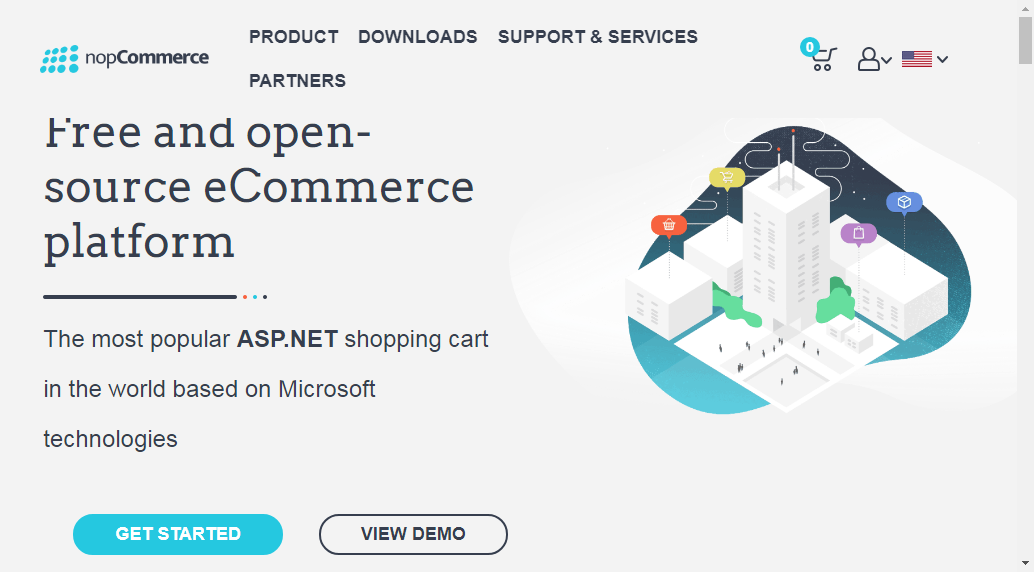 PRODUCT DOWNLOADS SUPPORT & SERVICES
nopCommerce
0
PARTNERS
Free and open-
source eCommerce
platform
The most popular ASP.NET shopping cart
in the world based on Microsoft
technologies
GET STARTED VIEW DEMO